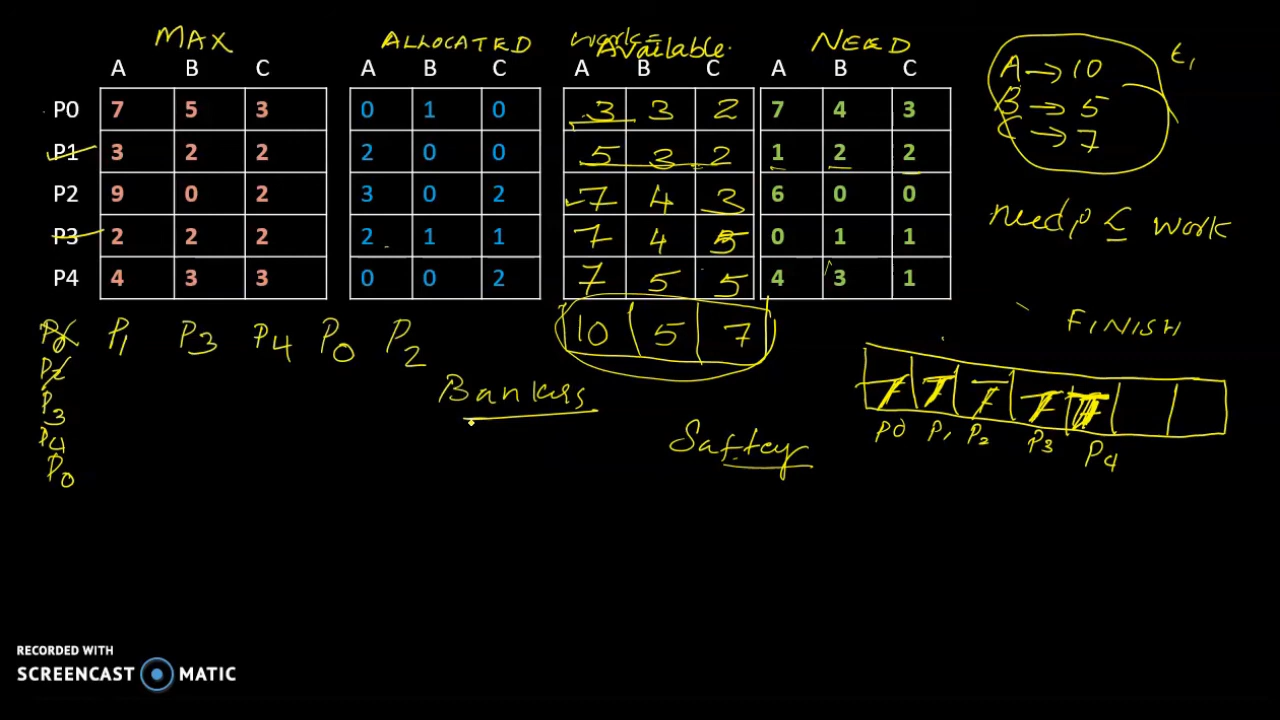 MAX ALLOCATED work= Available. NEED
A B C A B C A B C A B C
P0 7 5 3 0 1 0 3 3 2 7 4 3
P1 3 2 2 2 0 0 5 3 2 1 2 2
P2 9 0 2 3 0 2 7 4 3 6 0 0
P3 2 2 2 2 1 1 7 4 5 0 1 1
P4 4 3 3 0 0 2 7 5 5 4 3 1
10 5 7
A → 10
B → 5
C → 7
t1
need ≤ work
P1 P3 P4 P0 P2
P3
P4
P0
Bankers
Saftey
FINISH
T T T T T
P0 P1 P2 P3 P4
RECORDED WITH
SCREENCAST MATIC